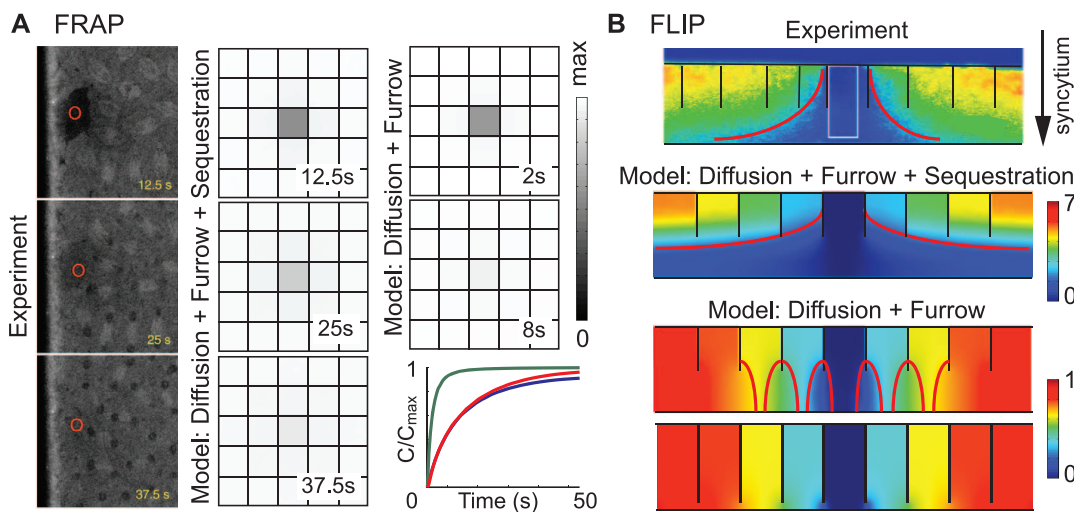 A FRAP
Experiment
12.5 s
25 s
37.5 s
Model: Diffusion + Furrow + Sequestration
12.5s
25s
37.5s
Model: Diffusion + Furrow
2s
8s
max
0
C/Cmax
1
Time (s)
50
B FLIP
Experiment
syncytium
Model: Diffusion + Furrow + Sequestration
7
0
Model: Diffusion + Furrow
1
0